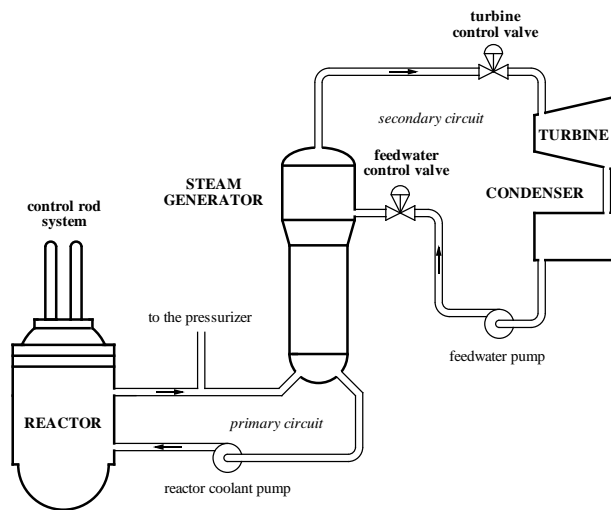 turbine
control valve
secondary circuit
TURBINE
feedwater
control valve
STEAM
GENERATOR
CONDENSER
control rod
system
to the pressurizer
feedwater pump
REACTOR
primary circuit
reactor coolant pump